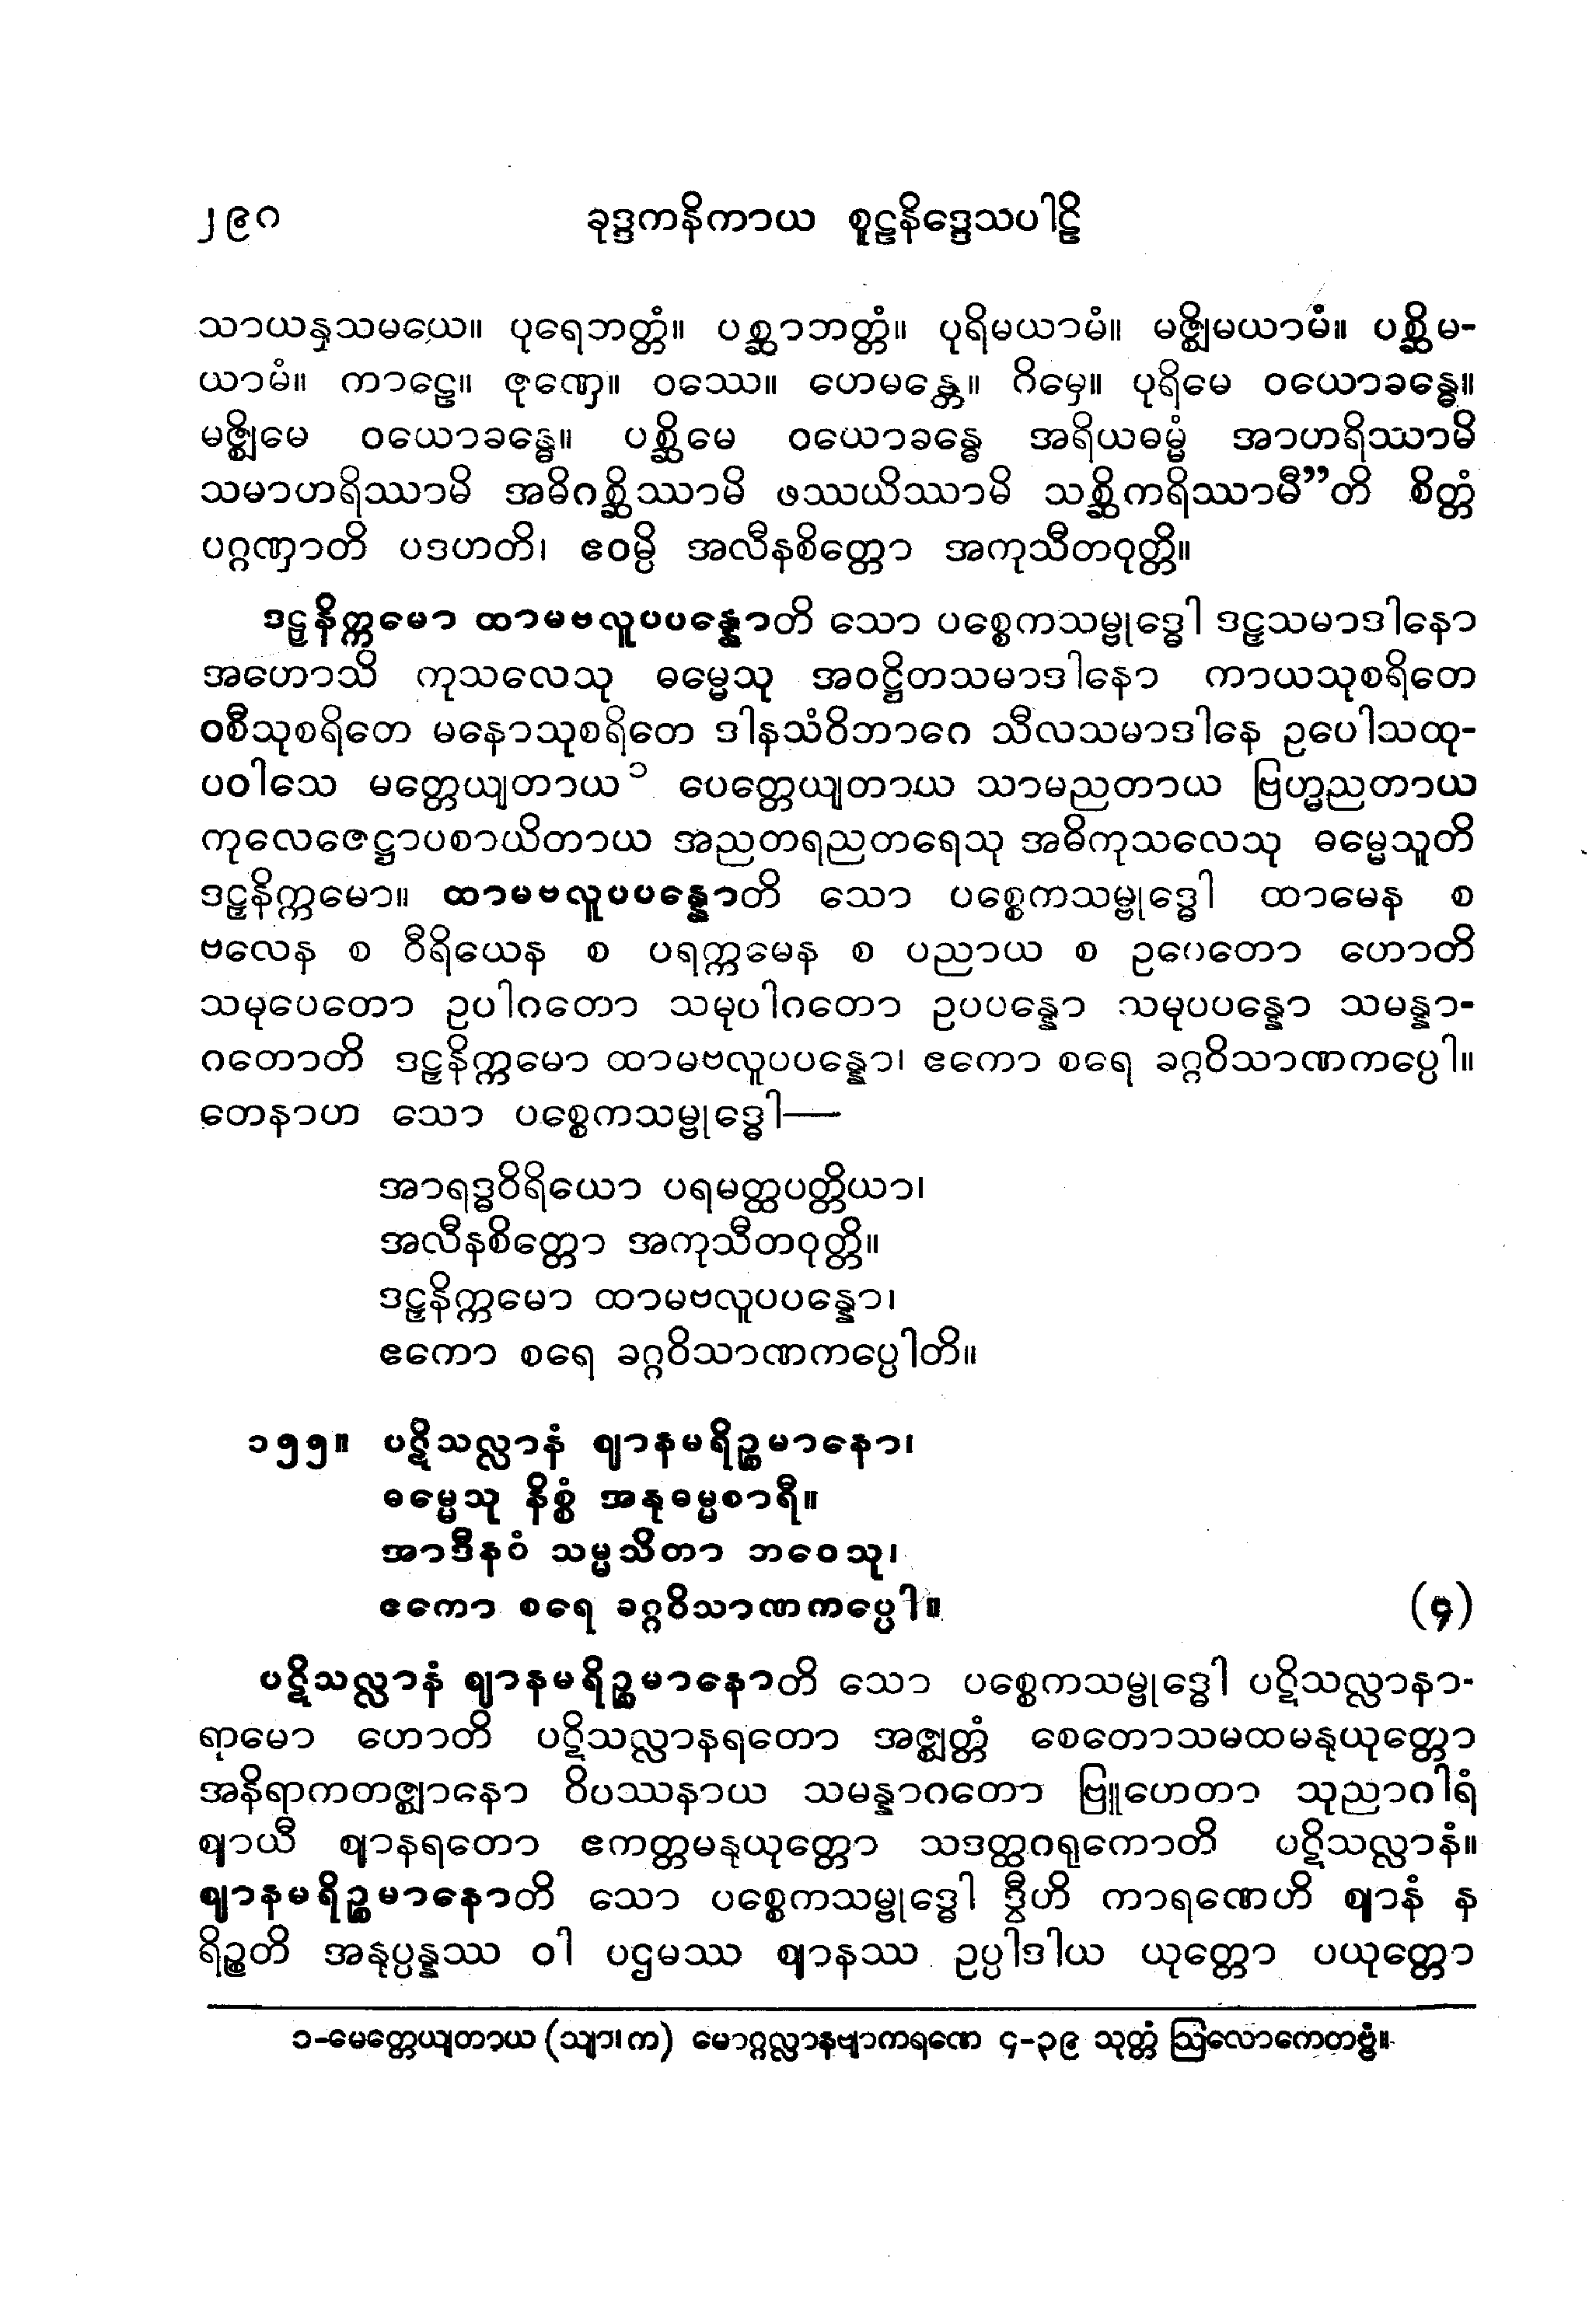 ၂၉၀ ခုဒ္ဒကနိကာယ စူဠနိဒ္ဒေသပါဠိ
သာယနှသမယေ။ ပုရေဘတ္တံ။ ပစ္ဆာဘတ္တံ။ ပုရိမယာမံ။ မဇ္ဈိမယာမံ။ ပစ္ဆိမ-
ယာမံ။ ကာဠေ။ ဇုဏှေ။ ဝဿေ။ ဟေမန္တေ။ ဂိမှေ။ ပုရိမေ ဝယောခန္ဓေ။
မဇ္ဈိမေ ဝယောခန္ဓေ။ ပစ္ဆိမေ ဝယောခန္ဓေ အရိယဓမ္မံ အာဟရိဿာမိ
သမာဟရိဿာမိ အဓိဂစ္ဆိဿာမိ ဖဿယိဿာမိ သစ္ဆိကရိဿာမီ”တိ စိတ္တံ
ပဂ္ဂဏှာတိ ပဒဟတိ၊ ဧဝမ္ပိ အလီနစိတ္တော အကုသီတဝုတ္တိ။
ဒဠှနိက္ကမော ထာမဗလူပပန္နောတိ သော ပစ္စေကသမ္ဗုဒ္ဓေါ ဒဠှသမာဒါနော
အဟောသိ ကုသလေသု ဓမ္မေသု အဝဋ္ဌိတသမာဒါနော ကာယသုစရိတေ
ဝစီသုစရိတေ မနောသုစရိတေ ဒါနသံဝိဘာဂေ သီလသမာဒါနေ ဥပေါသထု-
ပဝါသေ မတ္တေယျတာယ ၁ ပေတ္တေယျတာယ သာမညတာယ ဗြဟ္မညတာယ
ကုလေဇေဋ္ဌာပစာယိတာယ အညတရညတရေသု အဓိကုသလေသု ဓမ္မေသူတိ
ဒဠှနိက္ကမော။ ထာမဗလူပပန္နောတိ သော ပစ္စေကသမ္ဗုဒ္ဓေါ ထာမေန စ
ဗလေန စ ဝီရိယေန စ ပရက္ကမေန စ ပညာယ စ ဥပေတော ဟောတိ
သမုပေတော ဥပါဂတော သမုပါဂတော ဥပပန္နော သမုပပန္နော သမန္နာ-
ဂတောတိ ဒဠှနိက္ကမော ထာမဗလူပပန္နော၊ ဧကော စရေ ခဂ္ဂဝိသာဏကပ္ပေါ။
တေနာဟ သော ပစ္စေကသမ္ဗုဒ္ဓေါ—
အာရဒ္ဓဝိရိယော ပရမတ္ထပတ္တိယာ၊
အလီနစိတ္တော အကုသီတဝုတ္တိ။
ဒဠှနိက္ကမော ထာမဗလူပပန္နော၊
ဧကော စရေ ခဂ္ဂဝိသာဏကပ္ပေါတိ။
၁၅၅။ ပဋိသလ္လာနံ ဈာနမရိဉ္စမာနော၊
ဓမ္မေသု နိစ္စံ အနုဓမ္မစာရီ။
အာဒီနဝံ သမ္မသိတာ ဘဝေသု၊
ဧကော စရေ ခဂ္ဂဝိသာဏကပ္ပေါ။ (၄)
ပဋိသလ္လာနံ ဈာနမရိဉ္စမာနောတိ သော ပစ္စေကသမ္ဗုဒ္ဓေါ ပဋိသလ္လာနာ-
ရာမော ဟောတိ ပဋိသလ္လာနရတော အဇ္ဈတ္တံ စေတောသမထမနုယုတ္တော
အနိရာကတဇ္ဈာနော ဝိပဿနာယ သမန္နာဂတော ဗြူဟေတာ သုညာဂါရံ
ဈာယီ ဈာနရတော ဧကတ္တမနုယုတ္တော သဒတ္ထဂရုကောတိ ပဋိသလ္လာနံ။
ဈာနမရိဉ္စမာနောတိ သော ပစ္စေကသမ္ဗုဒ္ဓေါ ဒွီဟိ ကာရဏေဟိ ဈာနံ န
ရိဉ္စတိ အနုပ္ပန္နဿ ဝါ ပဌမဿ ဈာနဿ ဥပ္ပါဒါယ ယုတ္တော ပယုတ္တော
၁-မေတ္တေယျတာယ (သျာ၊ က) မောဂ္ဂလ္လာနဗျာကရဏေ ၄-၃၉ သုတ္တံ ဩလောကေတဗ္ဗံ။